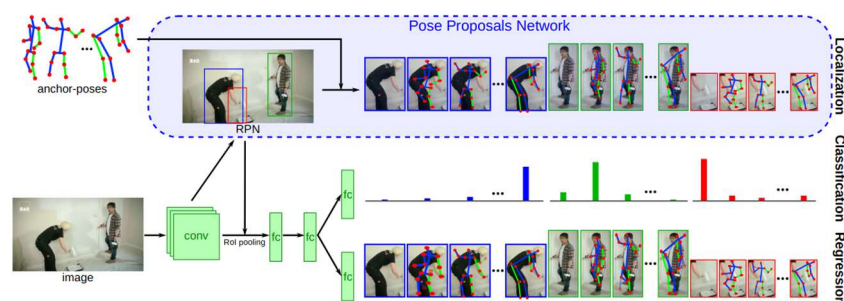 Pose Proposals Network
anchor-poses
...
RPN
...
...
...
Localization
image
conv
RoI pooling
fc
fc
fc
fc
...
...
...
Classification
...
...
...
Regression